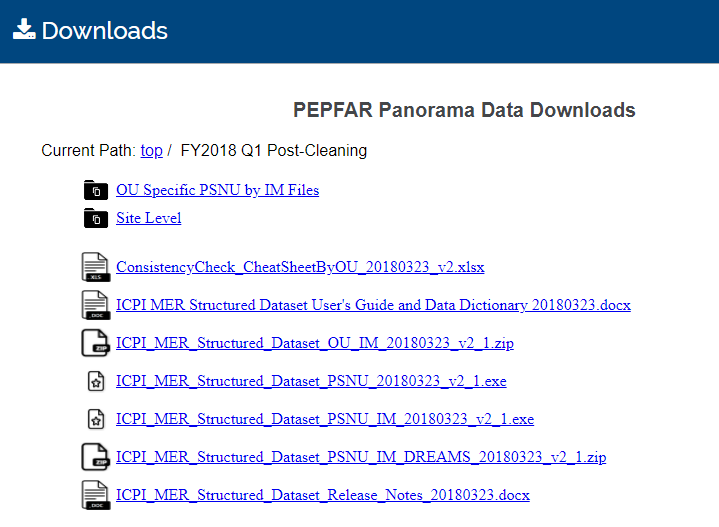 Downloads
PEPFAR Panorama Data Downloads
Current Path: top / FY2018 Q1 Post-Cleaning
OU Specific PSNU by IM Files
Site Level
XLS ConsistencyCheck_CheatSheetByOU_20180323_v2.xlsx
.DOC ICPI MER Structured Dataset User's Guide and Data Dictionary 20180323.docx
ZIP ICPI_MER_Structured_Dataset_OU_IM_20180323_v2_1.zip
ICPI_MER_Structured_Dataset_PSNU_20180323_v2_1.exe
ICPI_MER_Structured_Dataset_PSNU_IM_20180323_v2_1.exe
ZIP ICPI_MER_Structured_Dataset_PSNU_IM_DREAMS_20180323_v2_1.zip
.DOC ICPI_MER_Structured_Dataset_Release_Notes_20180323.docx